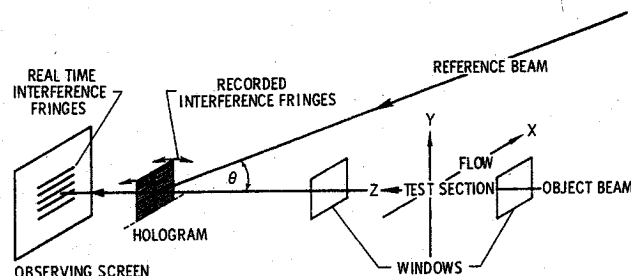 REAL TIME
INTERFERENCE
FRINGES
RECORDED
INTERFERENCE FRINGES
REFERENCE BEAM
Y
X
FLOW
θ
Z
TEST SECTION
OBJECT BEAM
HOLOGRAM
WINDOWS
OBSERVING SCREEN